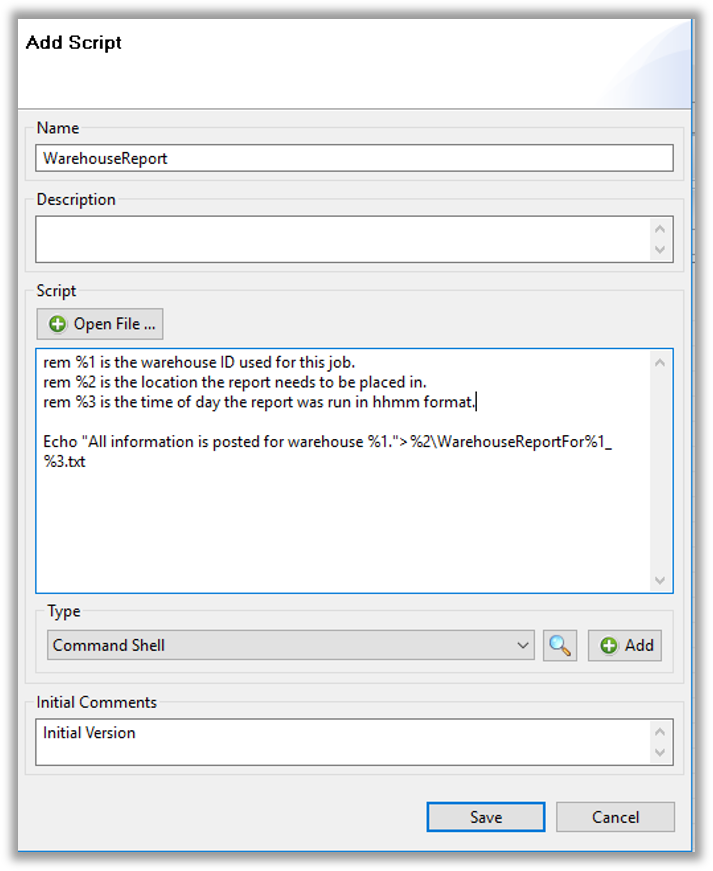 Add Script
Name
WarehouseReport
Description
Script
Open File ...
rem %1 is the warehouse ID used for this job.
rem %2 is the location the report needs to be placed in.
rem %3 is the time of day the report was run in hhmm format.
Echo "All information is posted for warehouse %1.">%2\WarehouseReportFor%1_
%3.txt
Type
Command Shell
Add
Initial Comments
Initial Version
Save
Cancel